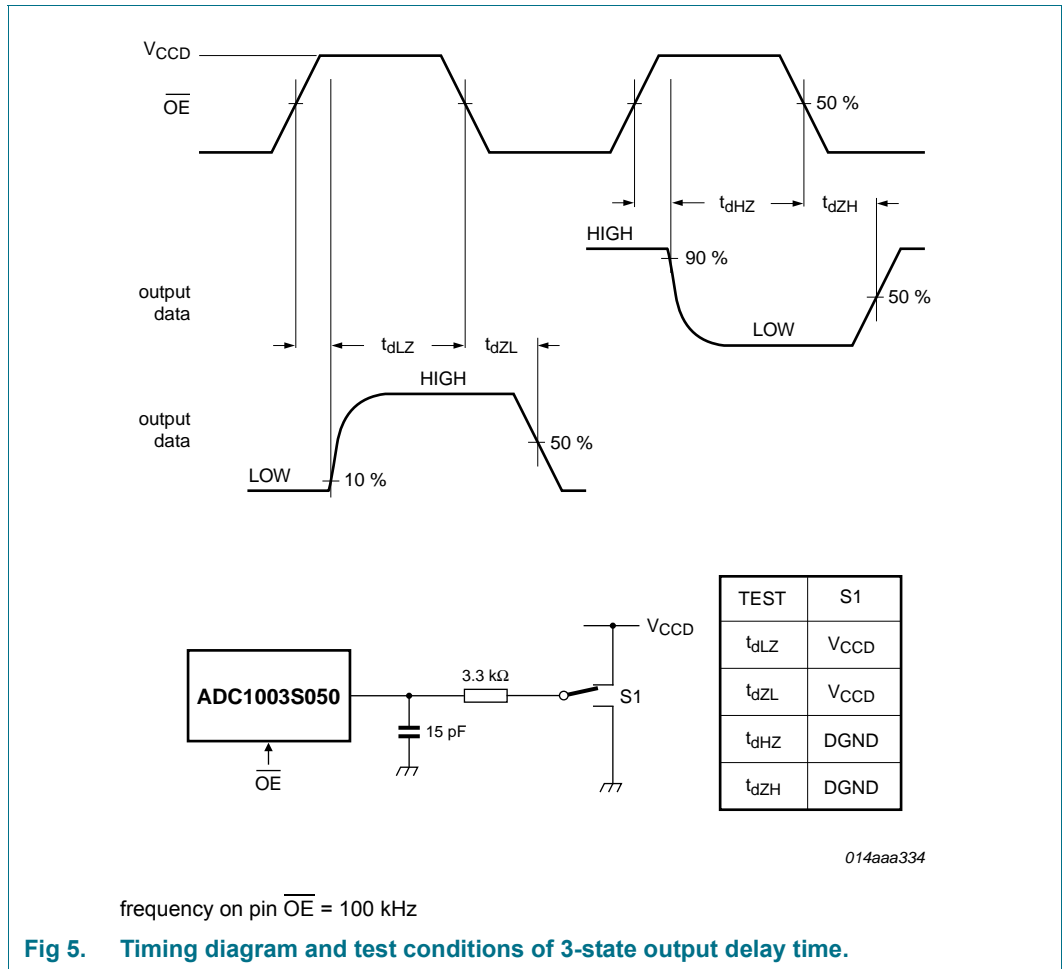 VCCD
OE
50 %
tdHZ
tdZH
HIGH
90 %
output
data
50 %
LOW
tdLZ
tdZL
HIGH
output
data
50 %
LOW
10 %
TEST S1
tdLZ VCCD
tdZL VCCD
tdHZ DGND
tdZH DGND
VCCD
3.3 kΩ
ADC1003S050
S1
15 pF
OE
014aaa334
frequency on pin OE = 100 kHz
Fig 5. Timing diagram and test conditions of 3-state output delay time.